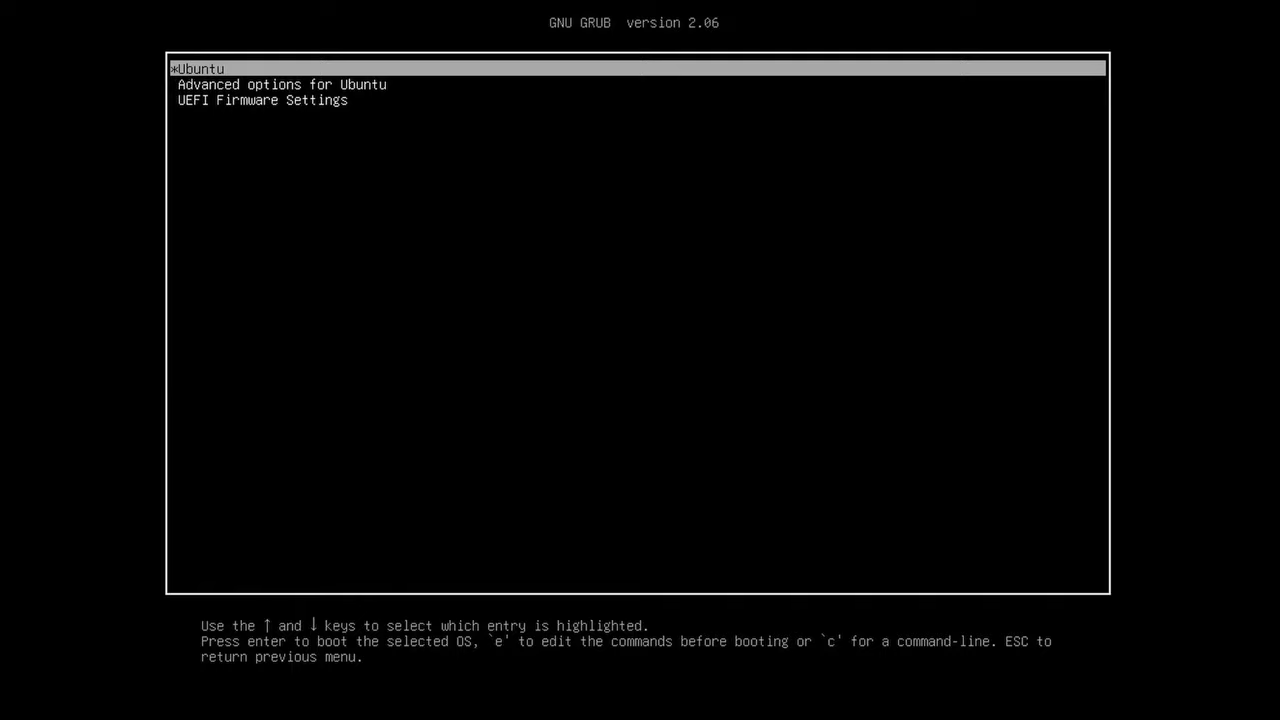 GNU GRUB  version 2.06
*Ubuntu
Advanced options for Ubuntu
UEFI Firmware Settings
Use the ↑ and ↓ keys to select which entry is highlighted.
Press enter to boot the selected OS, `e' to edit the commands before booting or `c' for a command-line. ESC to
return previous menu.